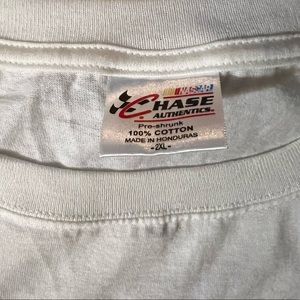 NASCAR
CHASE
AUTHENTICS.
Pre-shrunk
100% COTTON
MADE IN HONDURAS
-2XL-